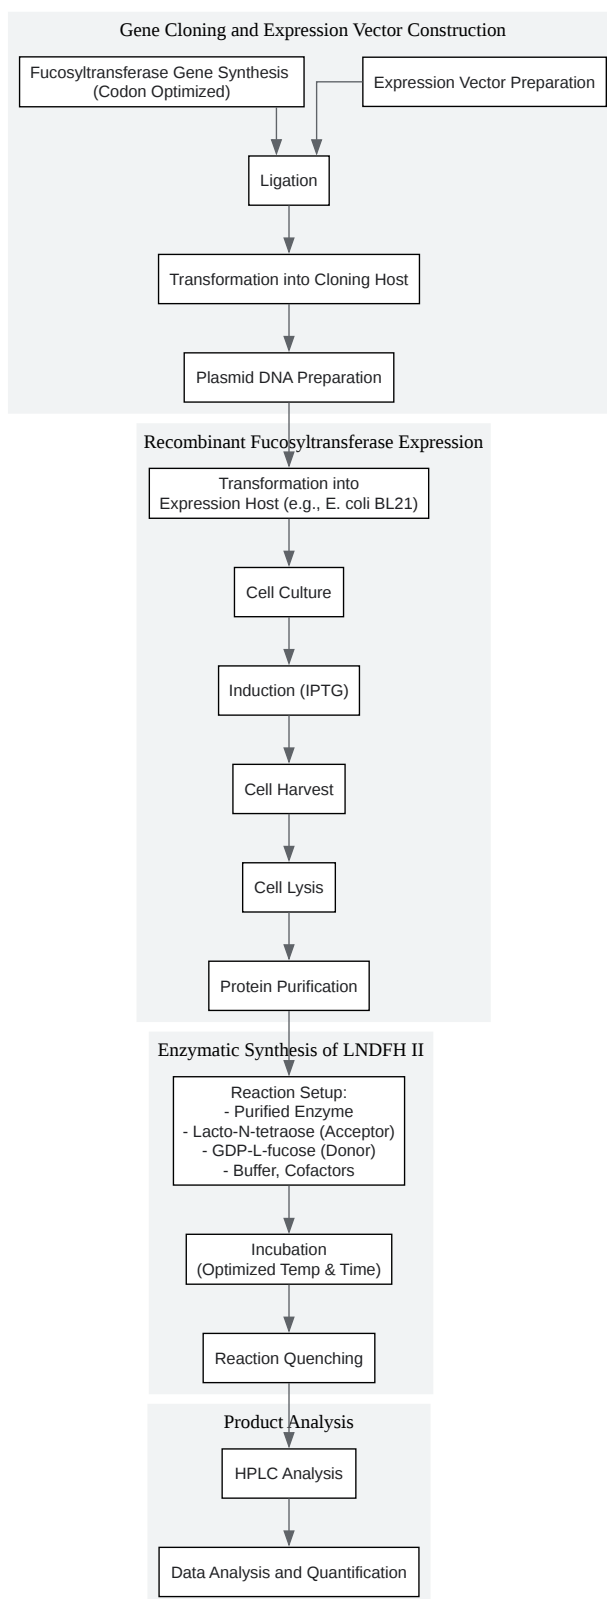 Gene Cloning and Expression Vector Construction
Fucosyltransferase Gene Synthesis
(Codon Optimized)
Expression Vector Preparation
Ligation
Transformation into Cloning Host
Plasmid DNA Preparation
Recombinant Fucosyltransferase Expression
Transformation into
Expression Host (e.g., E. coli BL21)
Cell Culture
Induction (IPTG)
Cell Harvest
Cell Lysis
Protein Purification
Enzymatic Synthesis of LNDFH II
Reaction Setup:
- Purified Enzyme
- Lacto-N-tetraose (Acceptor)
- GDP-L-fucose (Donor)
- Buffer, Cofactors
Incubation
(Optimized Temp & Time)
Reaction Quenching
Product Analysis
HPLC Analysis
Data Analysis and Quantification